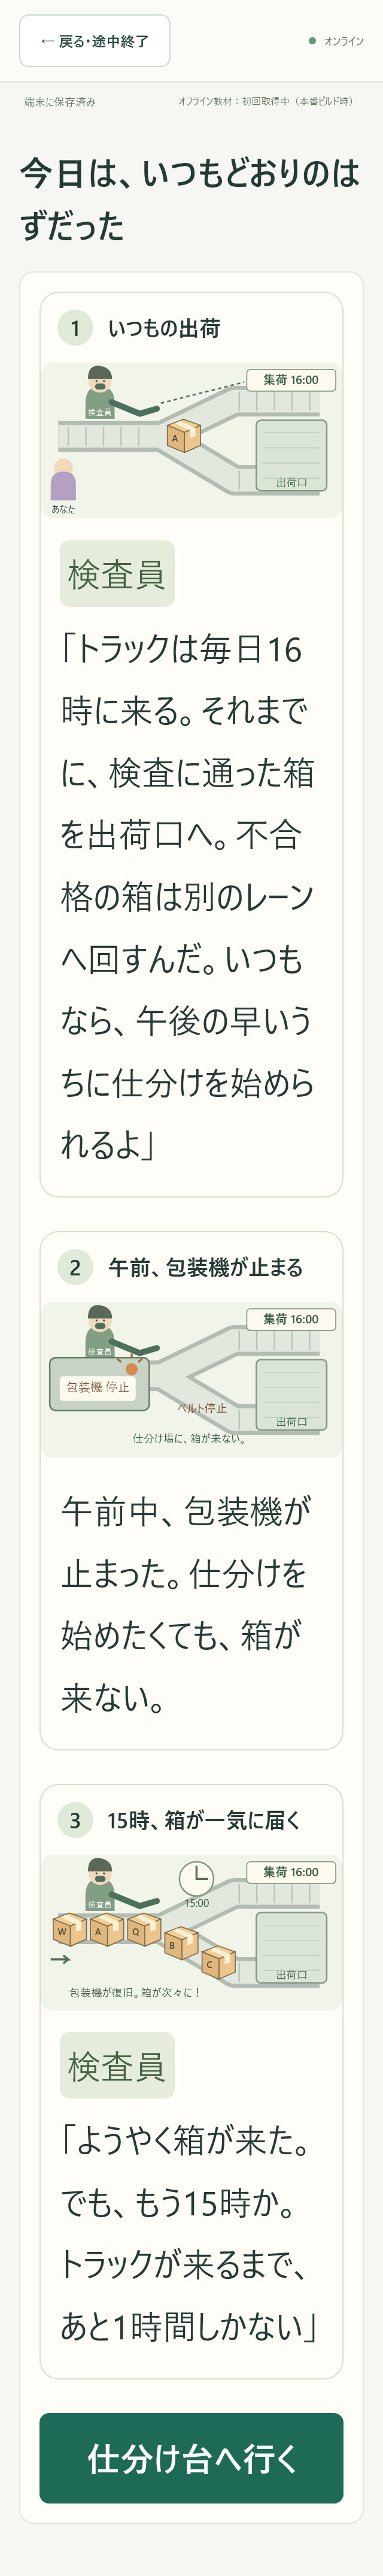 ← 戻る・途中終了
オンライン
端末に保存済み
オフライン教材：初回取得中（本番ビルド時）
今日は、いつもどおりのは
ずだった
1 いつもの出荷
検査員
集荷 16:00
A
出荷口
あなた
検査員
「トラックは毎日16
時に来る。それまで
に、検査に通った箱
を出荷口へ。不合
格の箱は別のレーン
へ回すんだ。いつも
なら、午後の早いう
ちに仕分けを始めら
れるよ」
2 午前、包装機が止まる
検査員
集荷 16:00
包装機 停止
ベルト停止
出荷口
仕分け場に、箱が来ない。
午前中、包装機が
止まった。仕分けを
始めたくても、箱が
来ない。
3 15時、箱が一気に届く
検査員
集荷 16:00
15:00
W
A
Q
B
C
→
出荷口
包装機が復旧。箱が次々に！
検査員
「ようやく箱が来た。
でも、もう15時か。
トラックが来るまで、
あと1時間しかない」
仕分け台へ行く